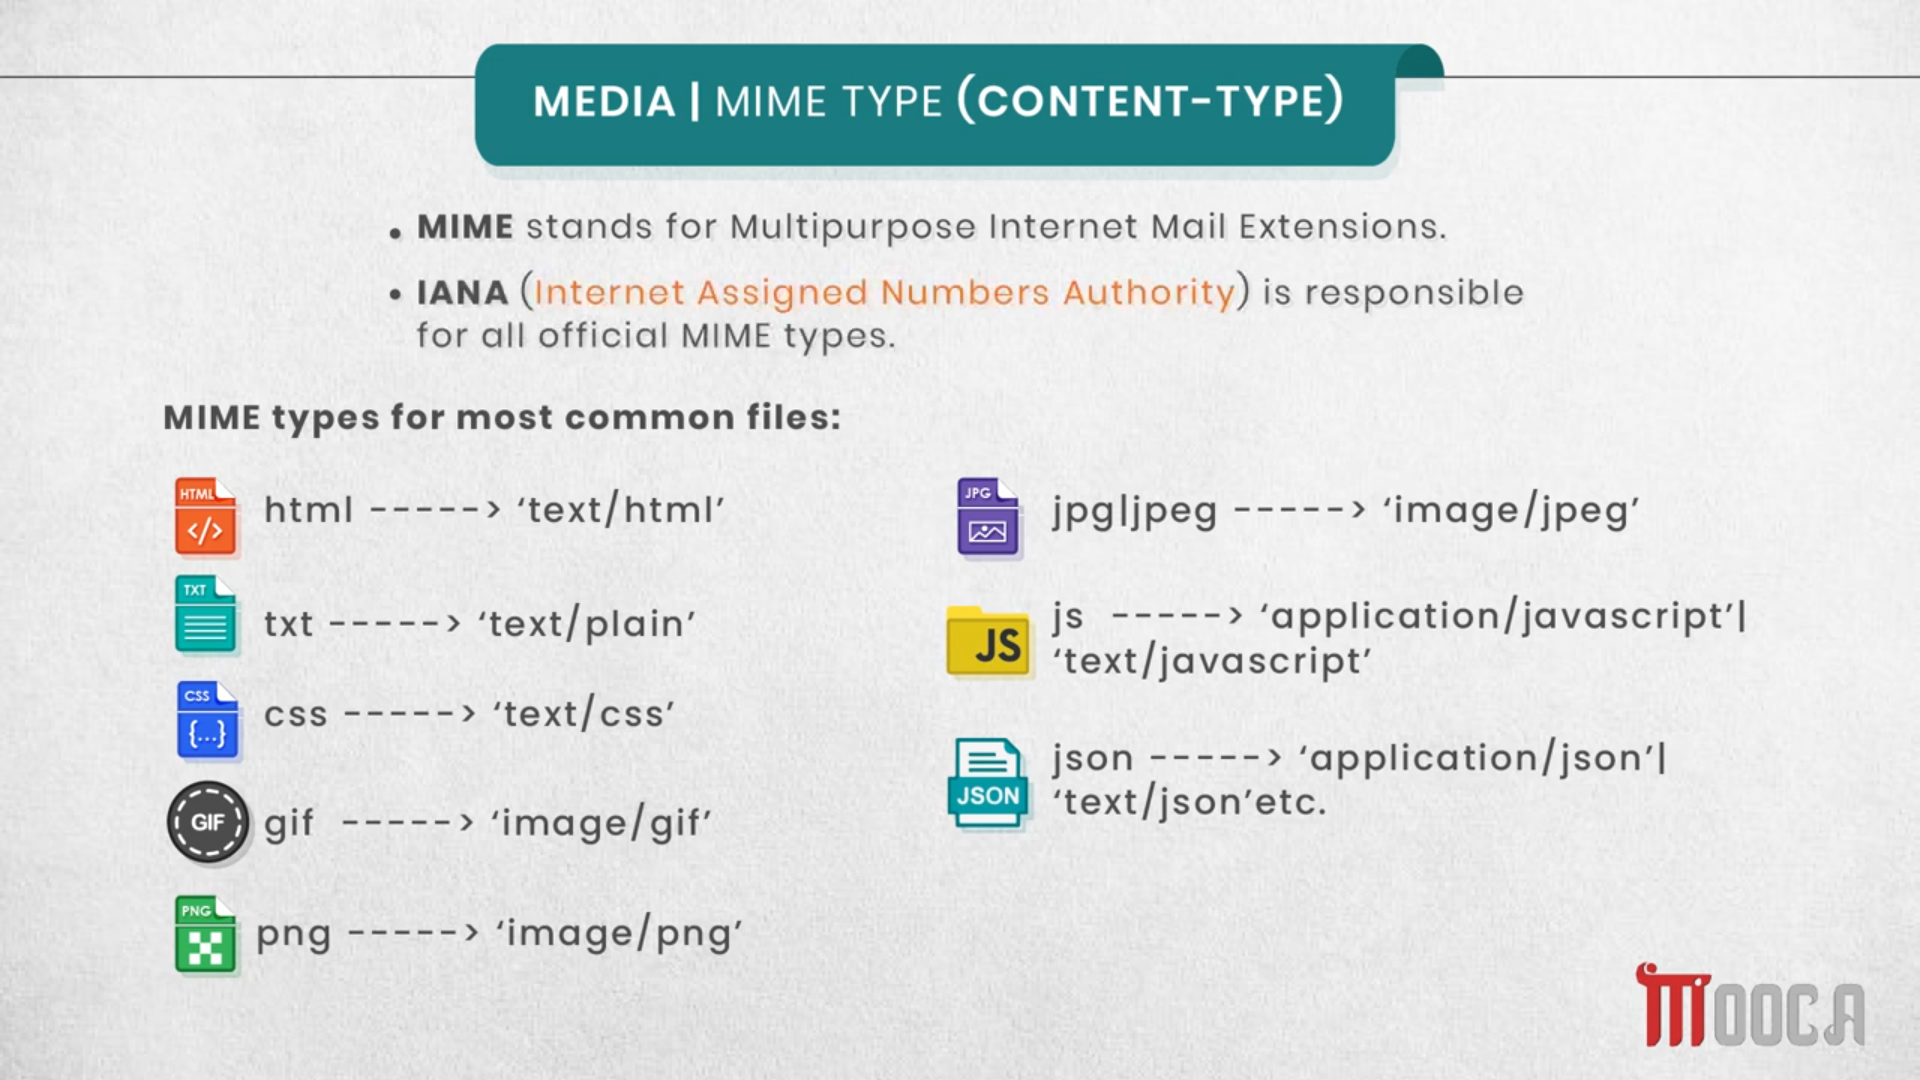 MEDIA | MIME TYPE (CONTENT-TYPE)
• MIME stands for Multipurpose Internet Mail Extensions.
• IANA (Internet Assigned Numbers Authority) is responsible
for all official MIME types.
MIME types for most common files:
HTML
</>
html -----> ‘text/html’
TXT
txt -----> ‘text/plain’
CSS
{...}
css -----> ‘text/css’
GIF
gif -----> ‘image/gif’
PNG
png -----> ‘image/png’
JPG
jpg|jpeg -----> ‘image/jpeg’
JS
js -----> ‘application/javascript’|
‘text/javascript’
JSON
json -----> ‘application/json’|
‘text/json’etc.
MOOCA